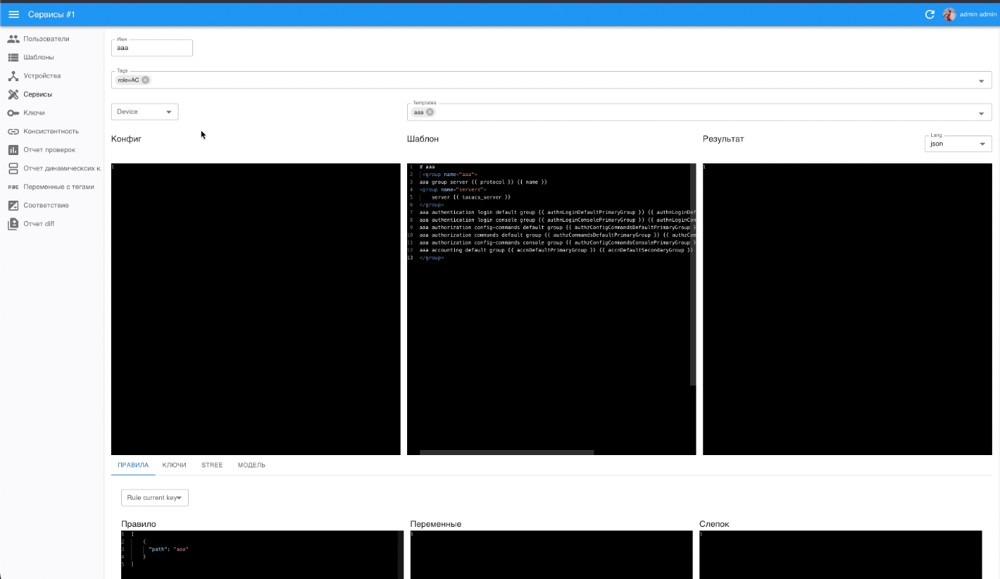 Сервисы #1
admin admin
Пользователи
Шаблоны
Устройства
Сервисы
Ключи
Консистентность
Отчет проверок
Отчет динамическсих к
Переменные с тегами
Соответствие
Отчет diff
Имя
aaa
Tags
role=AC
Device
Templates
aaa
Конфиг
Шаблон
Результат
Lang
json
1
1 # aaa
2 <group name="aaa">
3 aaa group server {{ protocol }} {{ name }}
4 <group name="servers">
5 server {{ tacacs_server }}
6 </group>
7 aaa authentication login default group {{ authnLoginDefaultPrimaryGroup }} {{ authnLoginDef
8 aaa authentication login console group {{ authnLoginConsolePrimaryGroup }} {{ authnLoginCon
9 aaa authorization config-commands default group {{ authzConfigCommandsDefaultPrimaryGroup }
10 aaa authorization commands default group {{ authzCommandsDefaultPrimaryGroup }} {{ authzCom
11 aaa authorization config-commands console group {{ authzConfigCommandsConsolePrimaryGroup }
12 aaa accounting default group {{ accnDefaultPrimaryGroup }} {{ accnDefaultSecondaryGroup }}
13 </group>
1
ПРАВИЛА
КЛЮЧИ
STREE
МОДЕЛЬ
Rule current key
Правило
Переменные
Слепок
1 [
2 {
3 "path": "aaa"
4 }
5 ]
1
1